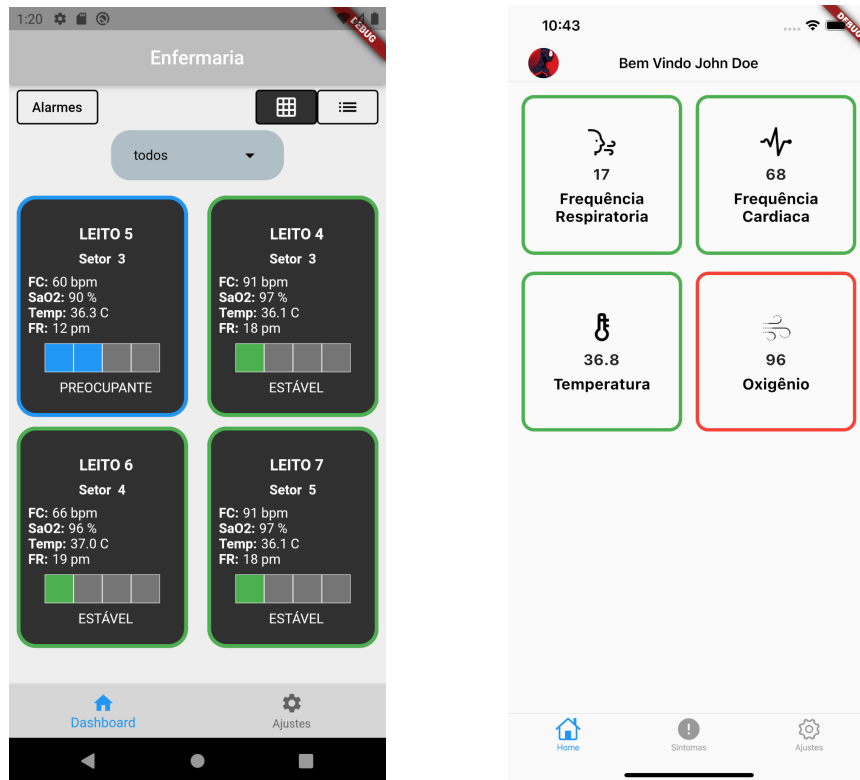 1:20
DEBUG
Enfermaria
Alarmes
todos
LEITO 5
Setor 3
FC: 60 bpm
SaO2: 90 %
Temp: 36.3 C
FR: 12 pm
PREOCUPANTE
LEITO 4
Setor 3
FC: 91 bpm
SaO2: 97 %
Temp: 36.1 C
FR: 18 pm
ESTÁVEL
LEITO 6
Setor 4
FC: 66 bpm
SaO2: 96 %
Temp: 37.0 C
FR: 19 pm
ESTÁVEL
LEITO 7
Setor 5
FC: 91 bpm
SaO2: 97 %
Temp: 36.1 C
FR: 18 pm
ESTÁVEL
Dashboard
Ajustes
10:43
DEBUG
Bem Vindo John Doe
17
Frequência
Respiratoria
68
Frequência
Cardiaca
36.8
Temperatura
96
Oxigênio
Home
Sintomas
Ajustes